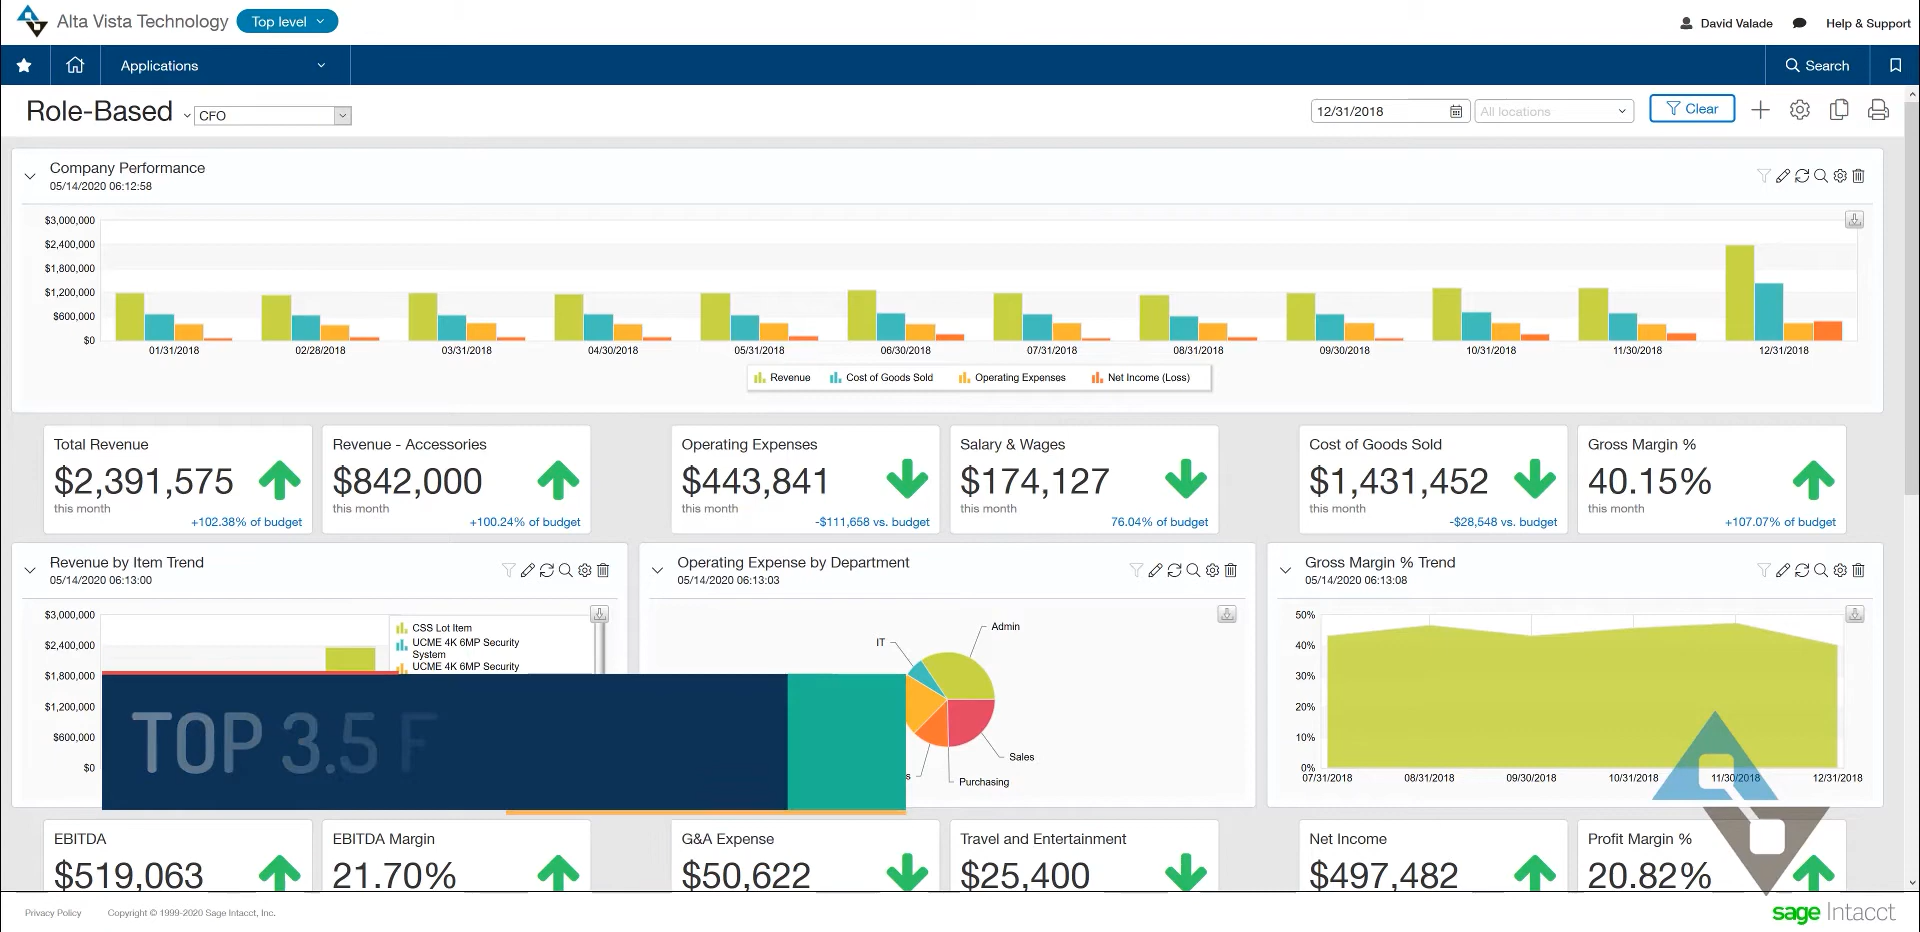 Alta Vista Technology
Top level
David Valade
Help & Support
Applications
Search
Role-Based
CFO
12/31/2018
All locations
Clear
Company Performance
05/14/2020 06:12:58
$3,000,000
$2,400,000
$1,800,000
$1,200,000
$600,000
$0
01/31/2018
02/28/2018
03/31/2018
04/30/2018
05/31/2018
06/30/2018
07/31/2018
08/31/2018
09/30/2018
10/31/2018
11/30/2018
12/31/2018
Revenue
Cost of Goods Sold
Operating Expenses
Net Income (Loss)
Total Revenue
$2,391,575
this month
+102.38% of budget
Revenue - Accessories
$842,000
this month
+100.24% of budget
Operating Expenses
$443,841
this month
-$111,658 vs. budget
Salary & Wages
$174,127
this month
76.04% of budget
Cost of Goods Sold
$1,431,452
this month
-$28,548 vs. budget
Gross Margin %
40.15%
this month
+107.07% of budget
Revenue by Item Trend
05/14/2020 06:13:00
$3,000,000
$2,400,000
$1,800,000
$1,200,000
$600,000
$0
CSS Lot Item
UCME 4K 6MP Security
System
UCME 4K 6MP Security
TOP 3.5 F
Operating Expense by Department
05/14/2020 06:13:03
Admin
IT
Sales
s
Purchasing
Gross Margin % Trend
05/14/2020 06:13:08
50%
40%
30%
20%
10%
0%
07/31/2018
08/31/2018
09/30/2018
10/31/2018
11/30/2018
12/31/2018
EBITDA
$519,063
EBITDA Margin
21.70%
G&A Expense
$50,622
Travel and Entertainment
$25,400
Net Income
$497,482
Profit Margin %
20.82%
Privacy Policy
Copyright © 1999-2020 Sage Intacct, Inc.
sage Intacct